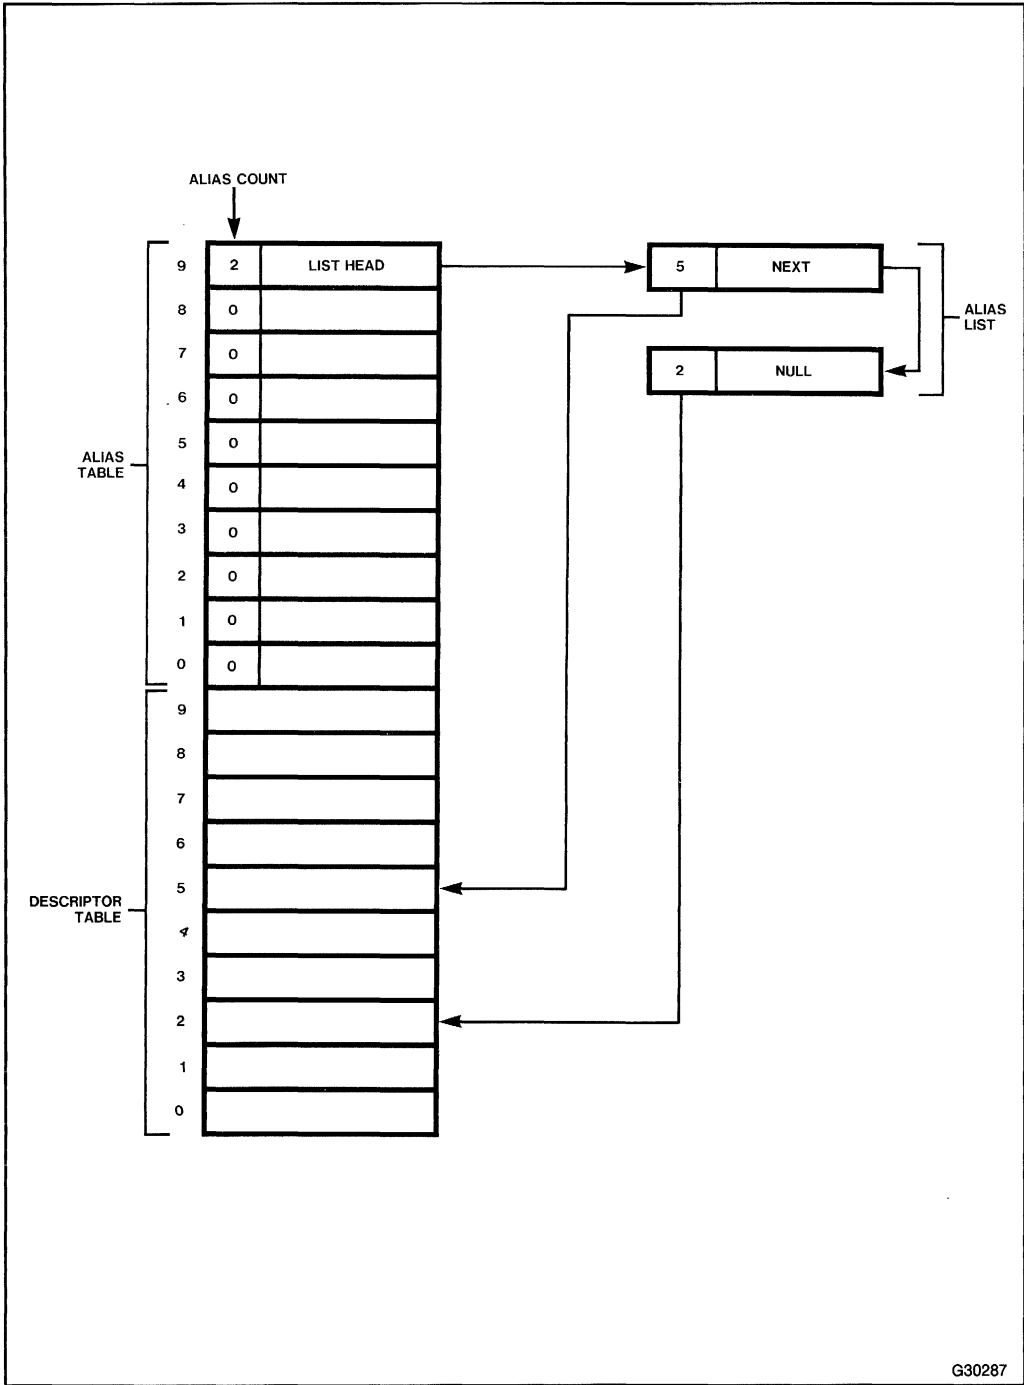 ALIAS COUNT
9 2 LIST HEAD 5 NEXT
8 0
ALIAS
LIST
7 0
2 NULL
6 0
5 0
ALIAS
TABLE
4 0
3 0
2 0
1 0
0 0
9
8
7
6
5
DESCRIPTOR
TABLE
4
3
2
1
0
G30287